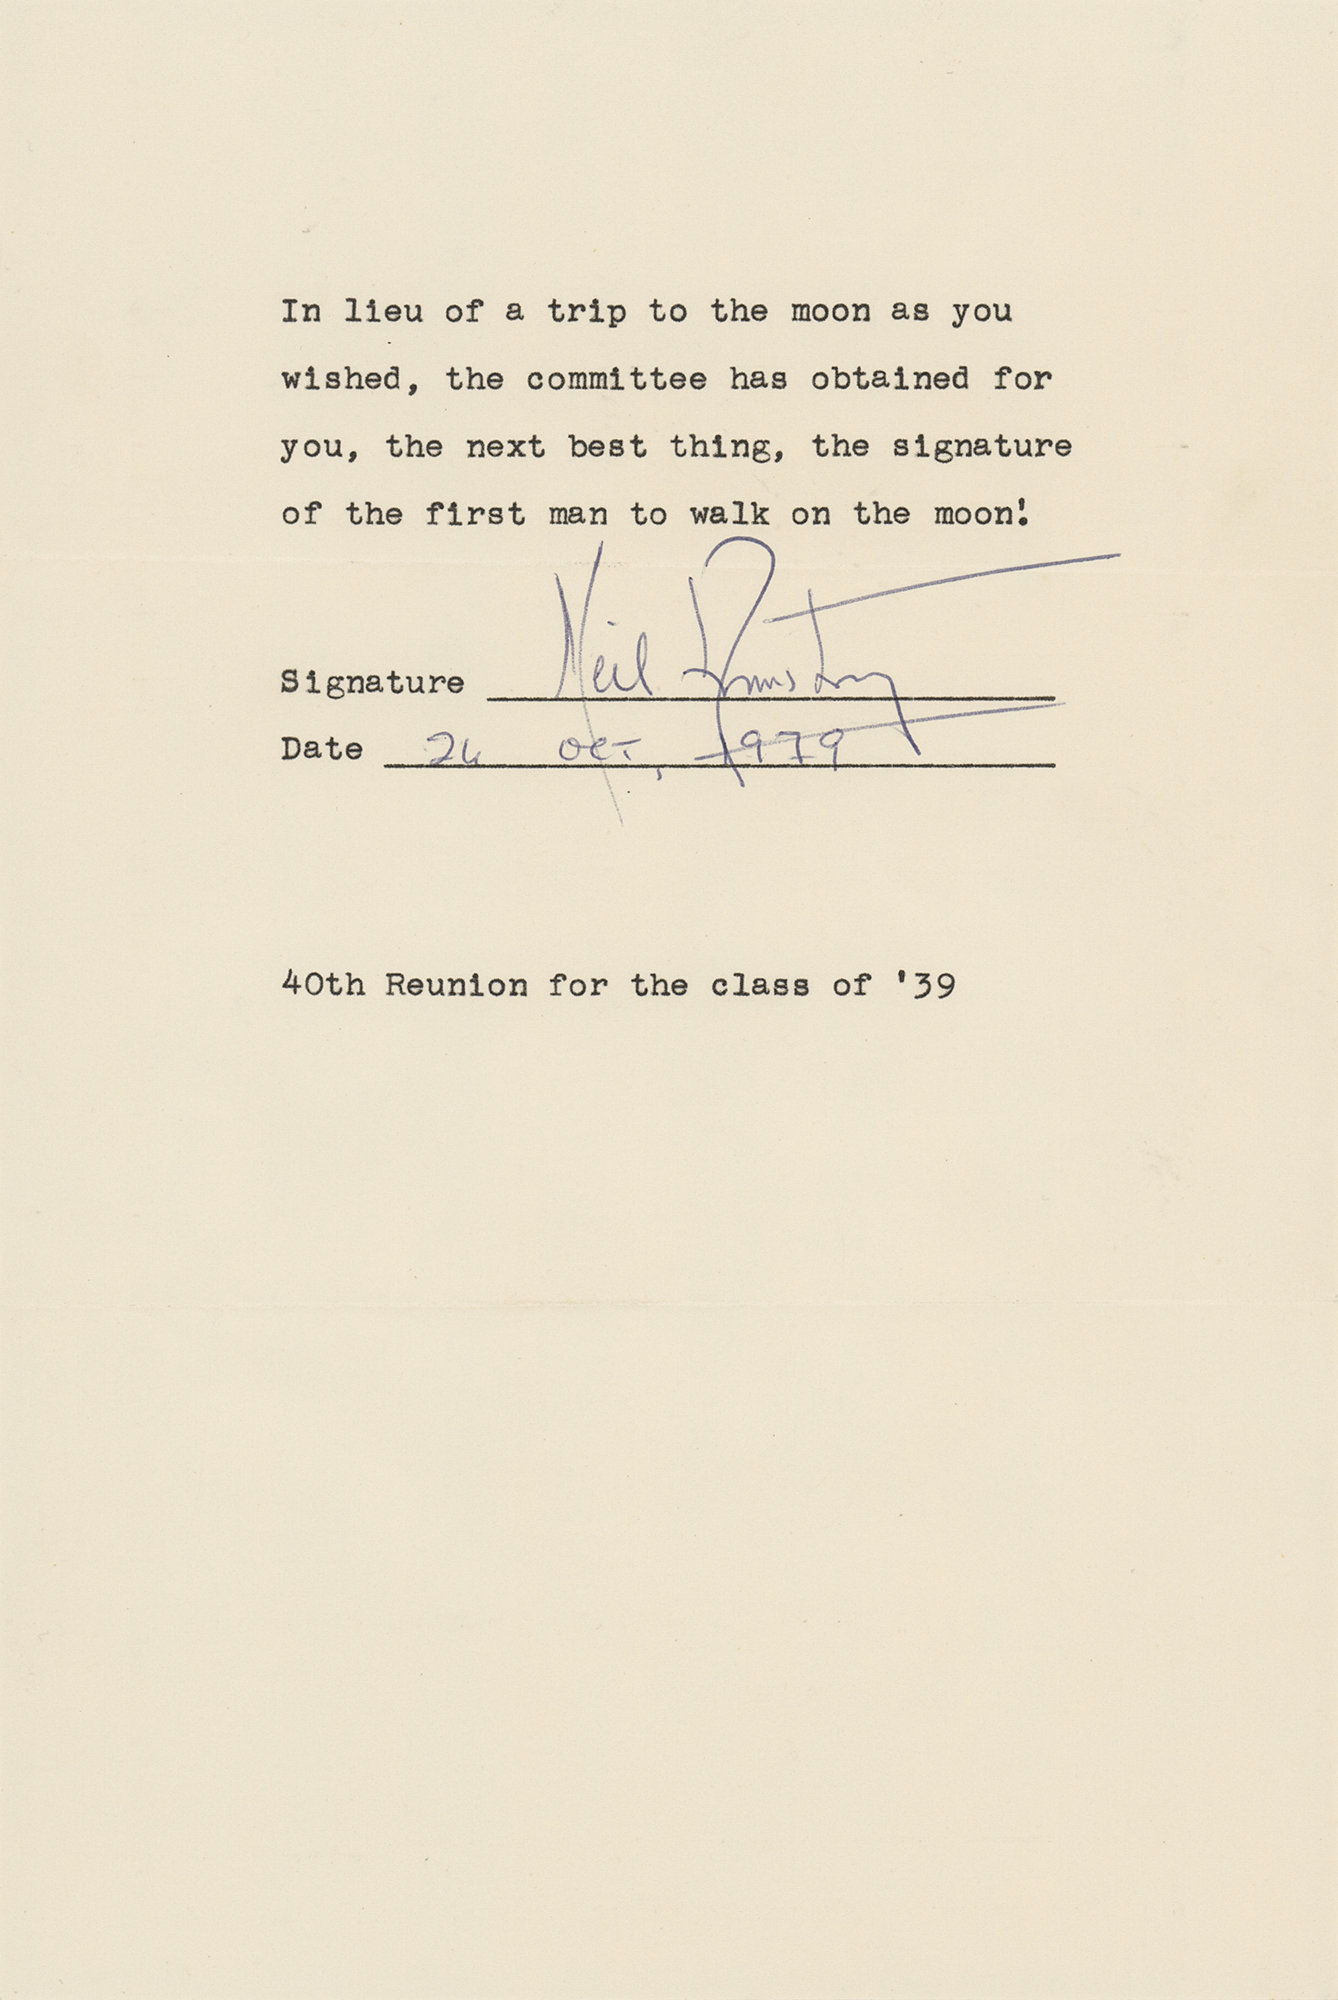 In lieu of a trip to the moon as you
wished, the committee has obtained for
you, the next best thing, the signature
of the first man to walk on the moon!
Signature Neil Armstrong
Date 24 Oct, 1979
40th Reunion for the class of '39